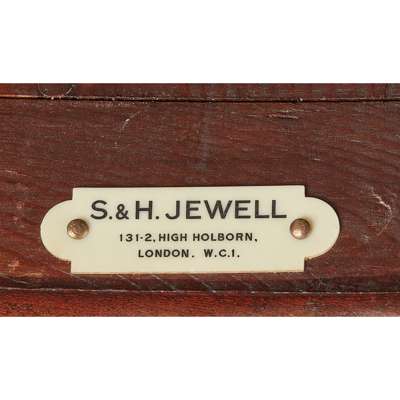 S. & H. JEWELL
131-2, HIGH HOLBORN,
LONDON. W.C.1.